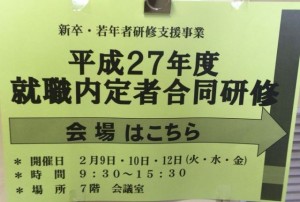 新卒・若年者研修支援事業
平成27年度
就職内定者合同研修
会場はこちら
＊ 開催日 2月9日・10日・12日(火・水・金)
＊ 時間 9:30～15:30
＊ 場所 7階 会議室